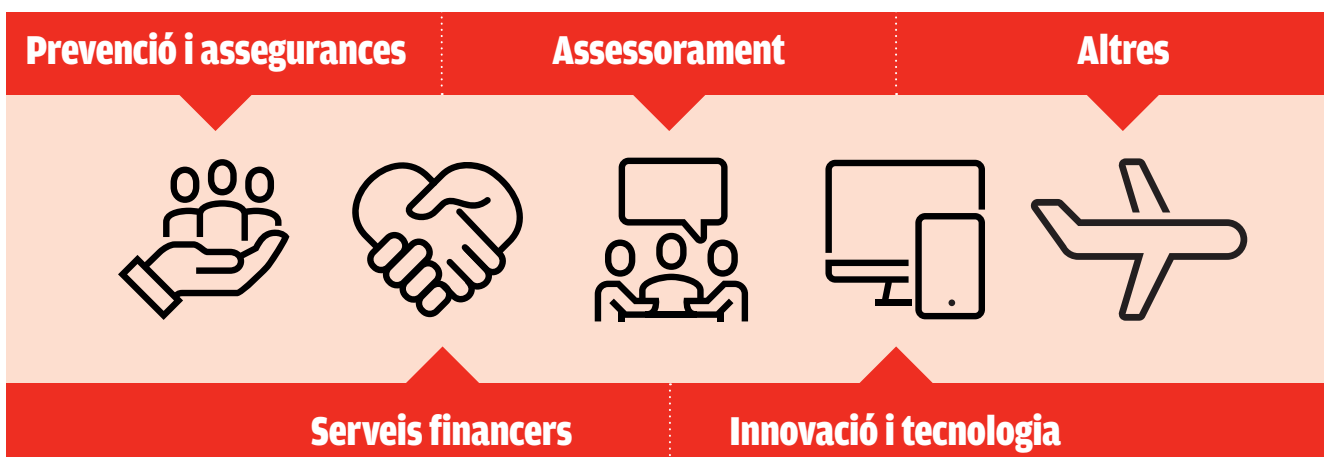 Prevenció i assegurances
Assessorament
Altres
Serveis financers
Innovació i tecnologia